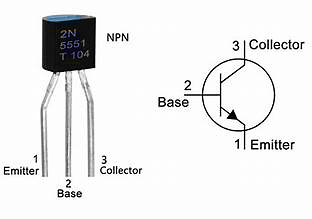 2N
5551
T 104
NPN
1
Emitter
2
Base
3
Collector
3 Collector
2
Base
1 Emitter